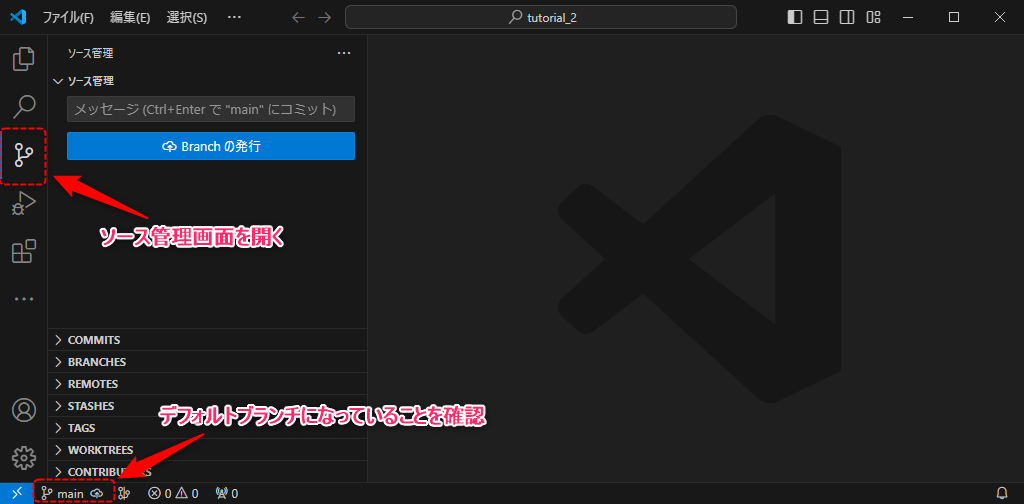 ファイル(F) 編集(E) 選択(S) … tutorial_2
ソース管理 …
ソース管理
メッセージ (Ctrl+Enter で "main" にコミット)
Branch の発行
ソース管理画面を開く
COMMITS
BRANCHES
REMOTES
STASHES
デフォルトブランチになっていることを確認
TAGS
WORKTREES
main 0 0 0